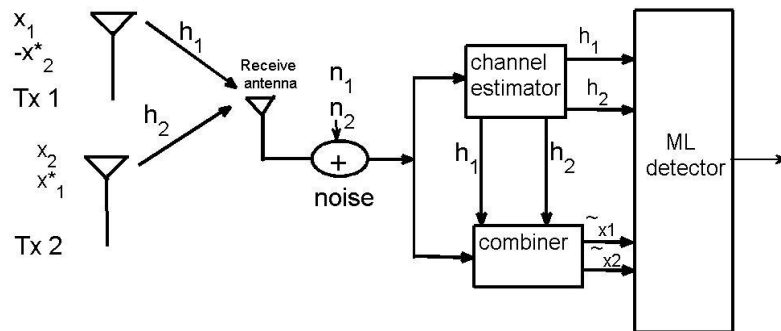 x₁
-x*₂
Tx 1
h₁
h₂
x₂
x*₁
Tx 2
Receive
antenna
n₁
n₂
+
noise
channel
estimator
h₁
h₂
h₁
h₂
combiner
~x1
~x2
ML
detector